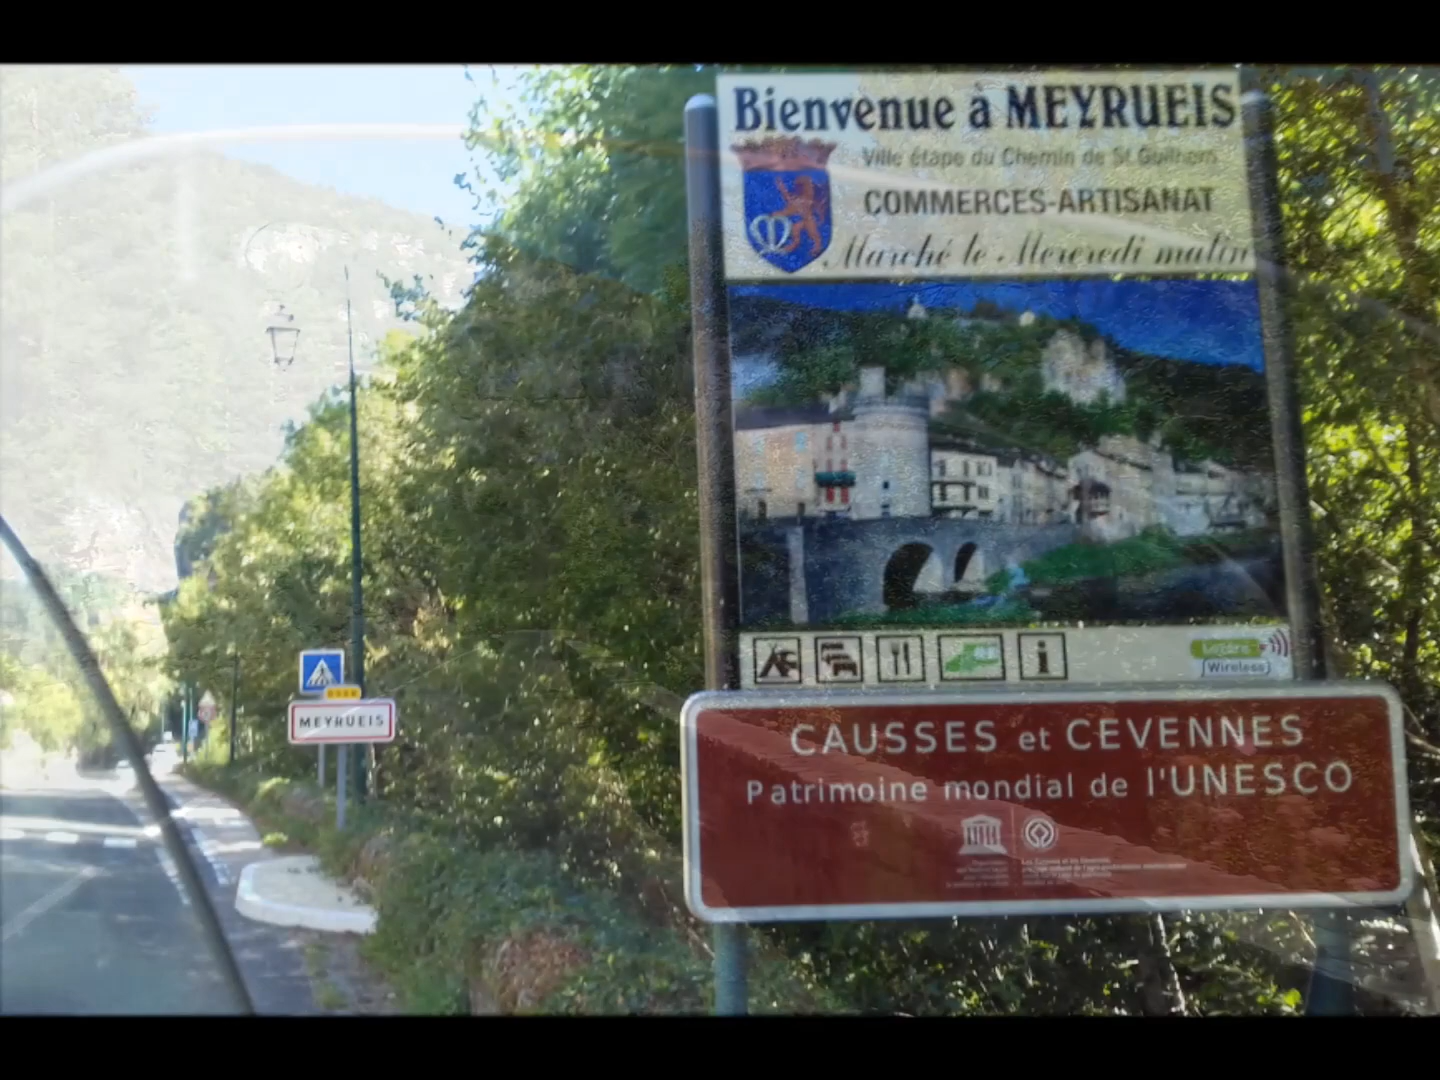 Bienvenue à MEYRUEIS
Ville étape du Chemin de St Guilhem
COMMERCES-ARTISANAT
Marché le Mercredi matin
i
Lozère
Wireless
MEYRUEIS
CAUSSES et CEVENNES
Patrimoine mondial de l'UNESCO